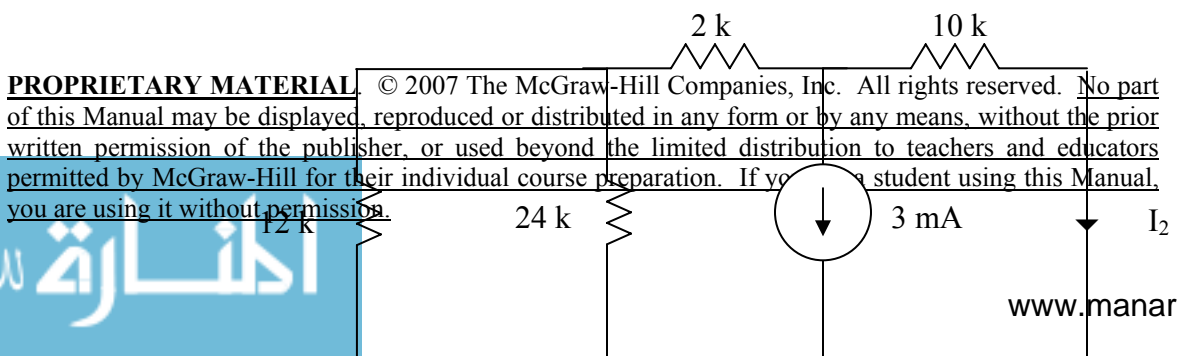 2 k 10 k
PROPRIETARY MATERIAL. © 2007 The McGraw-Hill Companies, Inc. All rights reserved. No part
of this Manual may be displayed, reproduced or distributed in any form or by any means, without the prior
written permission of the publisher, or used beyond the limited distribution to teachers and educators
permitted by McGraw-Hill for their individual course preparation. If you a student using this Manual,
you are using it without permission.
12 k 24 k 3 mA I₂
المنارة
www.manar